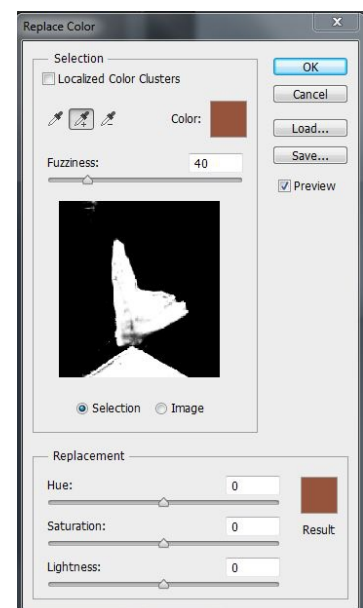 Replace Color
x
Selection
Localized Color Clusters
Color:
Fuzziness: 40
OK
Cancel
Load...
Save...
Preview
Selection Image
Replacement
Hue: 0
Saturation: 0
Result
Lightness: 0